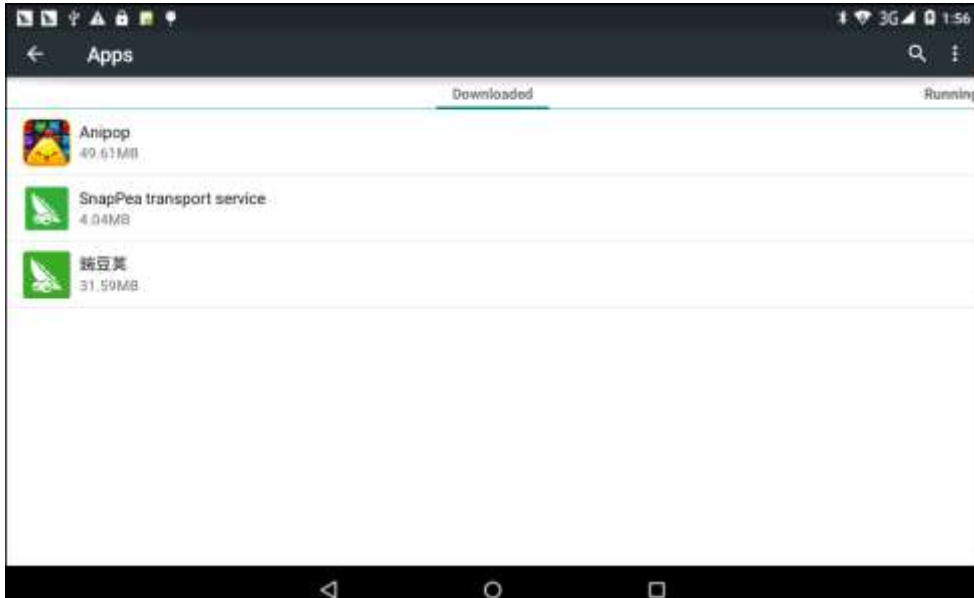 3G 1:56
Apps
Downloaded
Running
Anipop
49.61MB
SnapPea transport service
4.04MB
豌豆荚
31.59MB